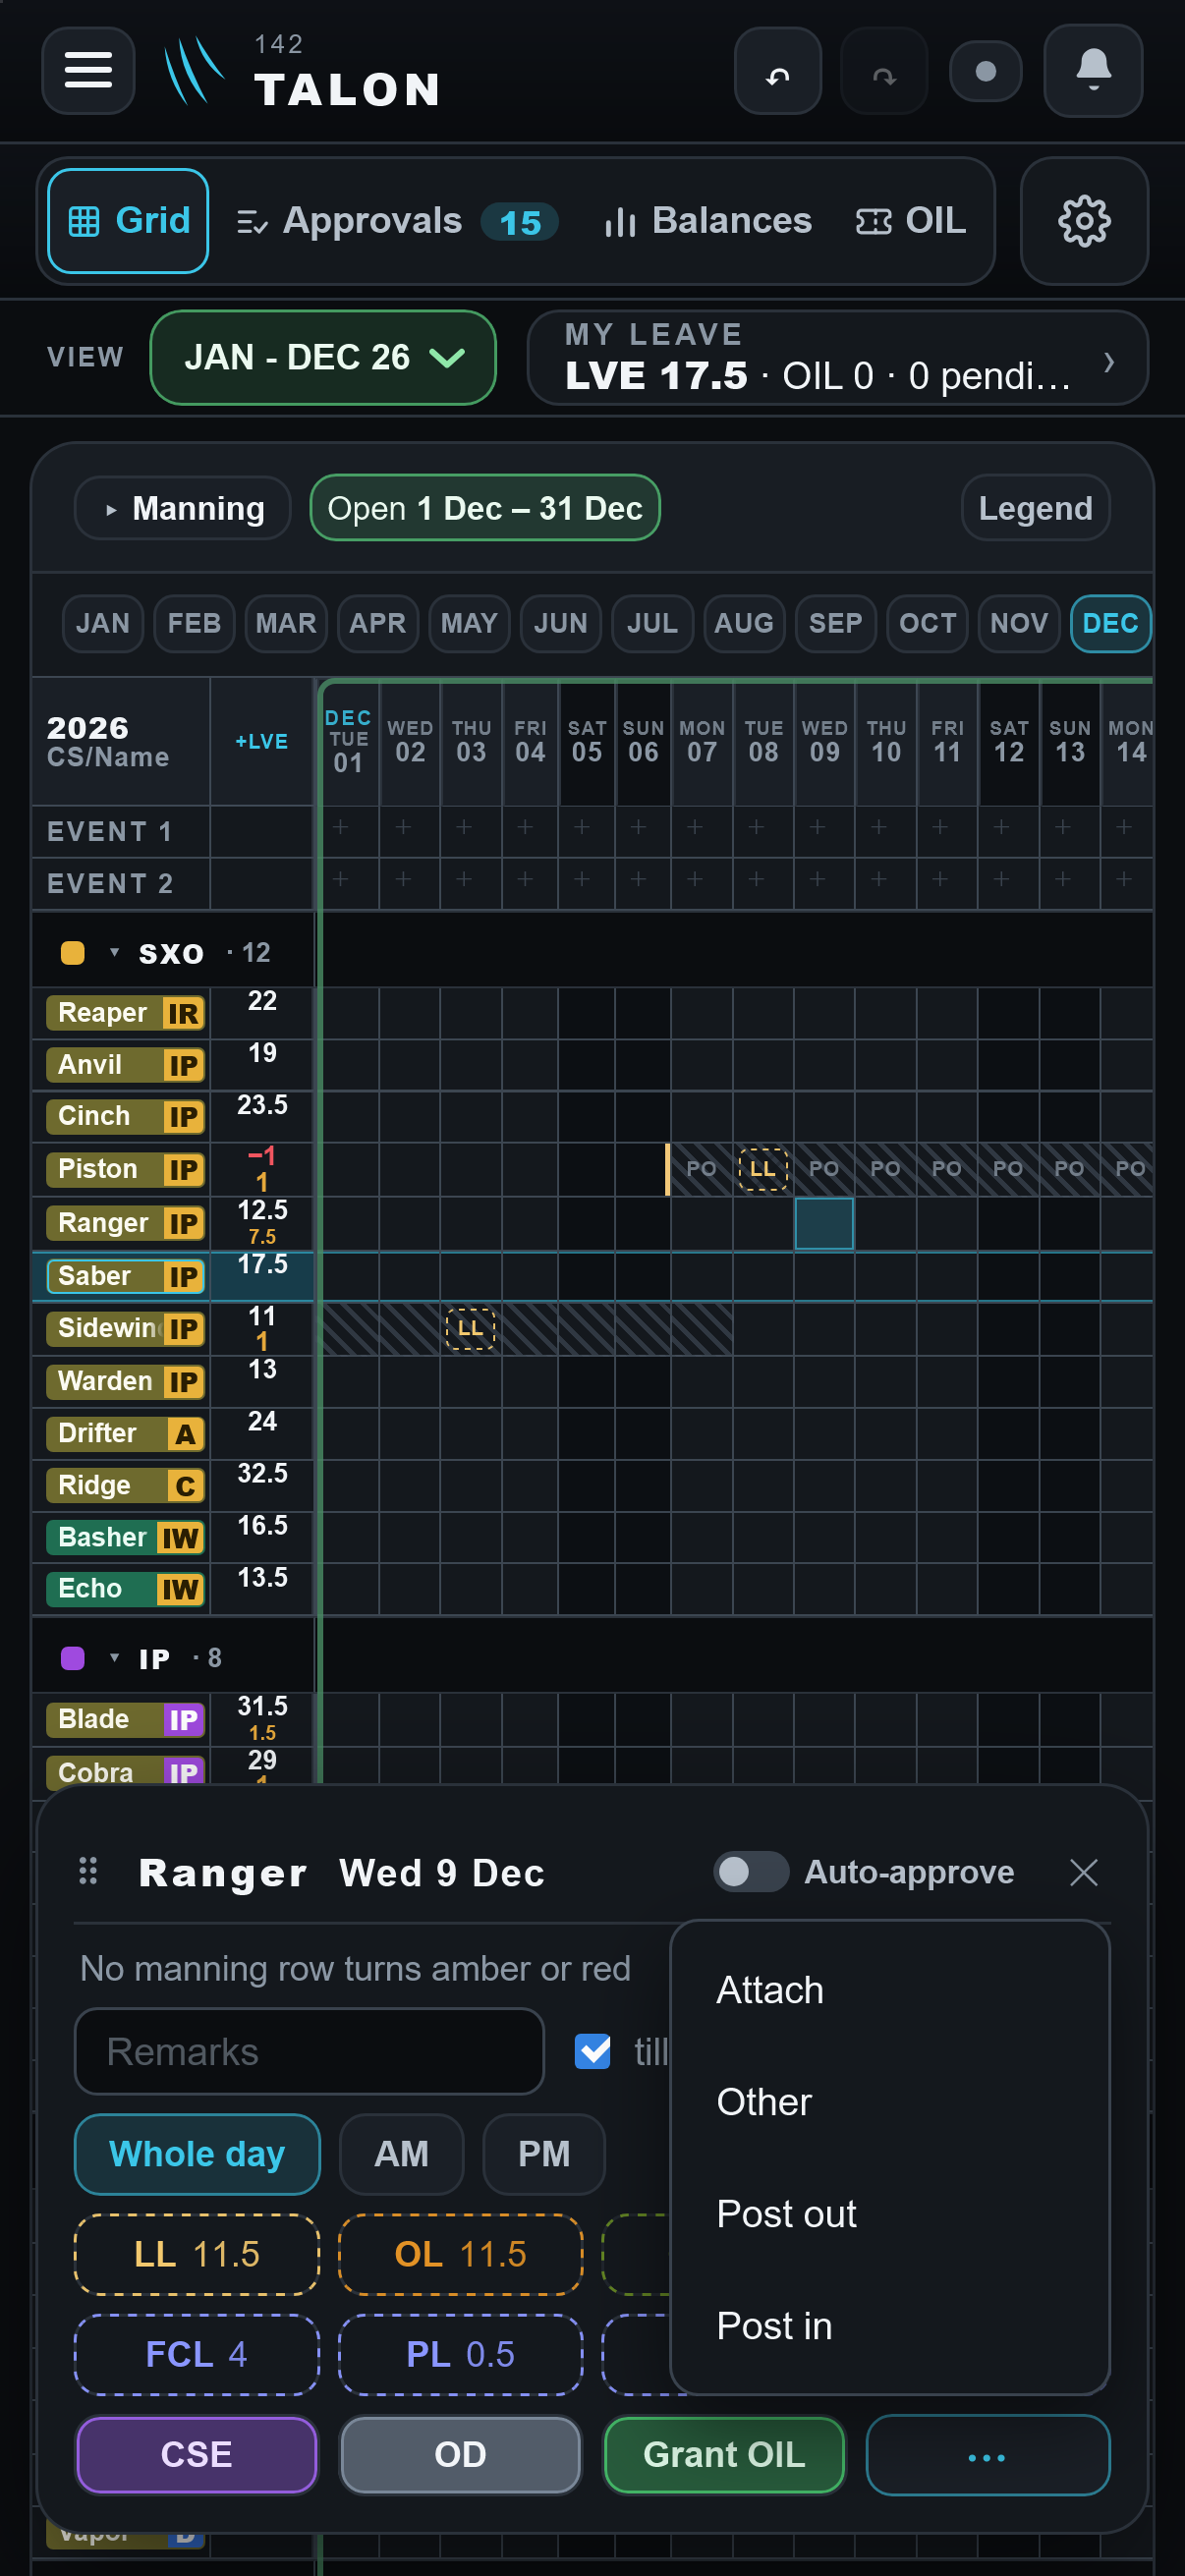 142
TALON
Grid Approvals 15 Balances OIL
VIEW JAN - DEC 26
MY LEAVE
LVE 17.5 · OIL 0 · 0 pendi... ›
Manning Open 1 Dec – 31 Dec Legend
JAN FEB MAR APR MAY JUN JUL AUG SEP OCT NOV DEC
2026
CS/Name
+LVE
DEC
TUE WED THU FRI SAT SUN MON TUE WED THU FRI SAT SUN MON
01 02 03 04 05 06 07 08 09 10 11 12 13 14
EVENT 1 + + + + + + + + + + + + + +
EVENT 2 + + + + + + + + + + + + + +
SXO · 12
Reaper IR 22
Anvil IP 19
Cinch IP 23.5
Piston IP −1 1 PO LL PO PO PO PO PO PO
Ranger IP 12.5 7.5
Saber IP 17.5
Sidewin IP 11 1 LL
Warden IP 13
Drifter A 24
Ridge C 32.5
Basher IW 16.5
Echo IW 13.5
IP · 8
Blade IP 31.5 1.5
Cobra IP 29 1
Ranger Wed 9 Dec Auto-approve
No manning row turns amber or red
Attach
Remarks till
Other
Whole day AM PM
Post out
LL 11.5 OL 11.5
Post in
FCL 4 PL 0.5
CSE OD Grant OIL ...